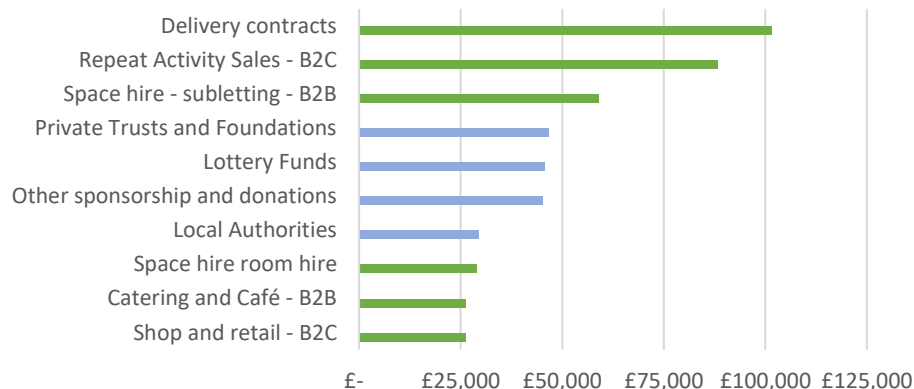 Delivery contracts
Repeat Activity Sales - B2C
Space hire - subletting - B2B
Private Trusts and Foundations
Lottery Funds
Other sponsorship and donations
Local Authorities
Space hire room hire
Catering and Café - B2B
Shop and retail - B2C
£- £25,000 £50,000 £75,000 £100,000 £125,000